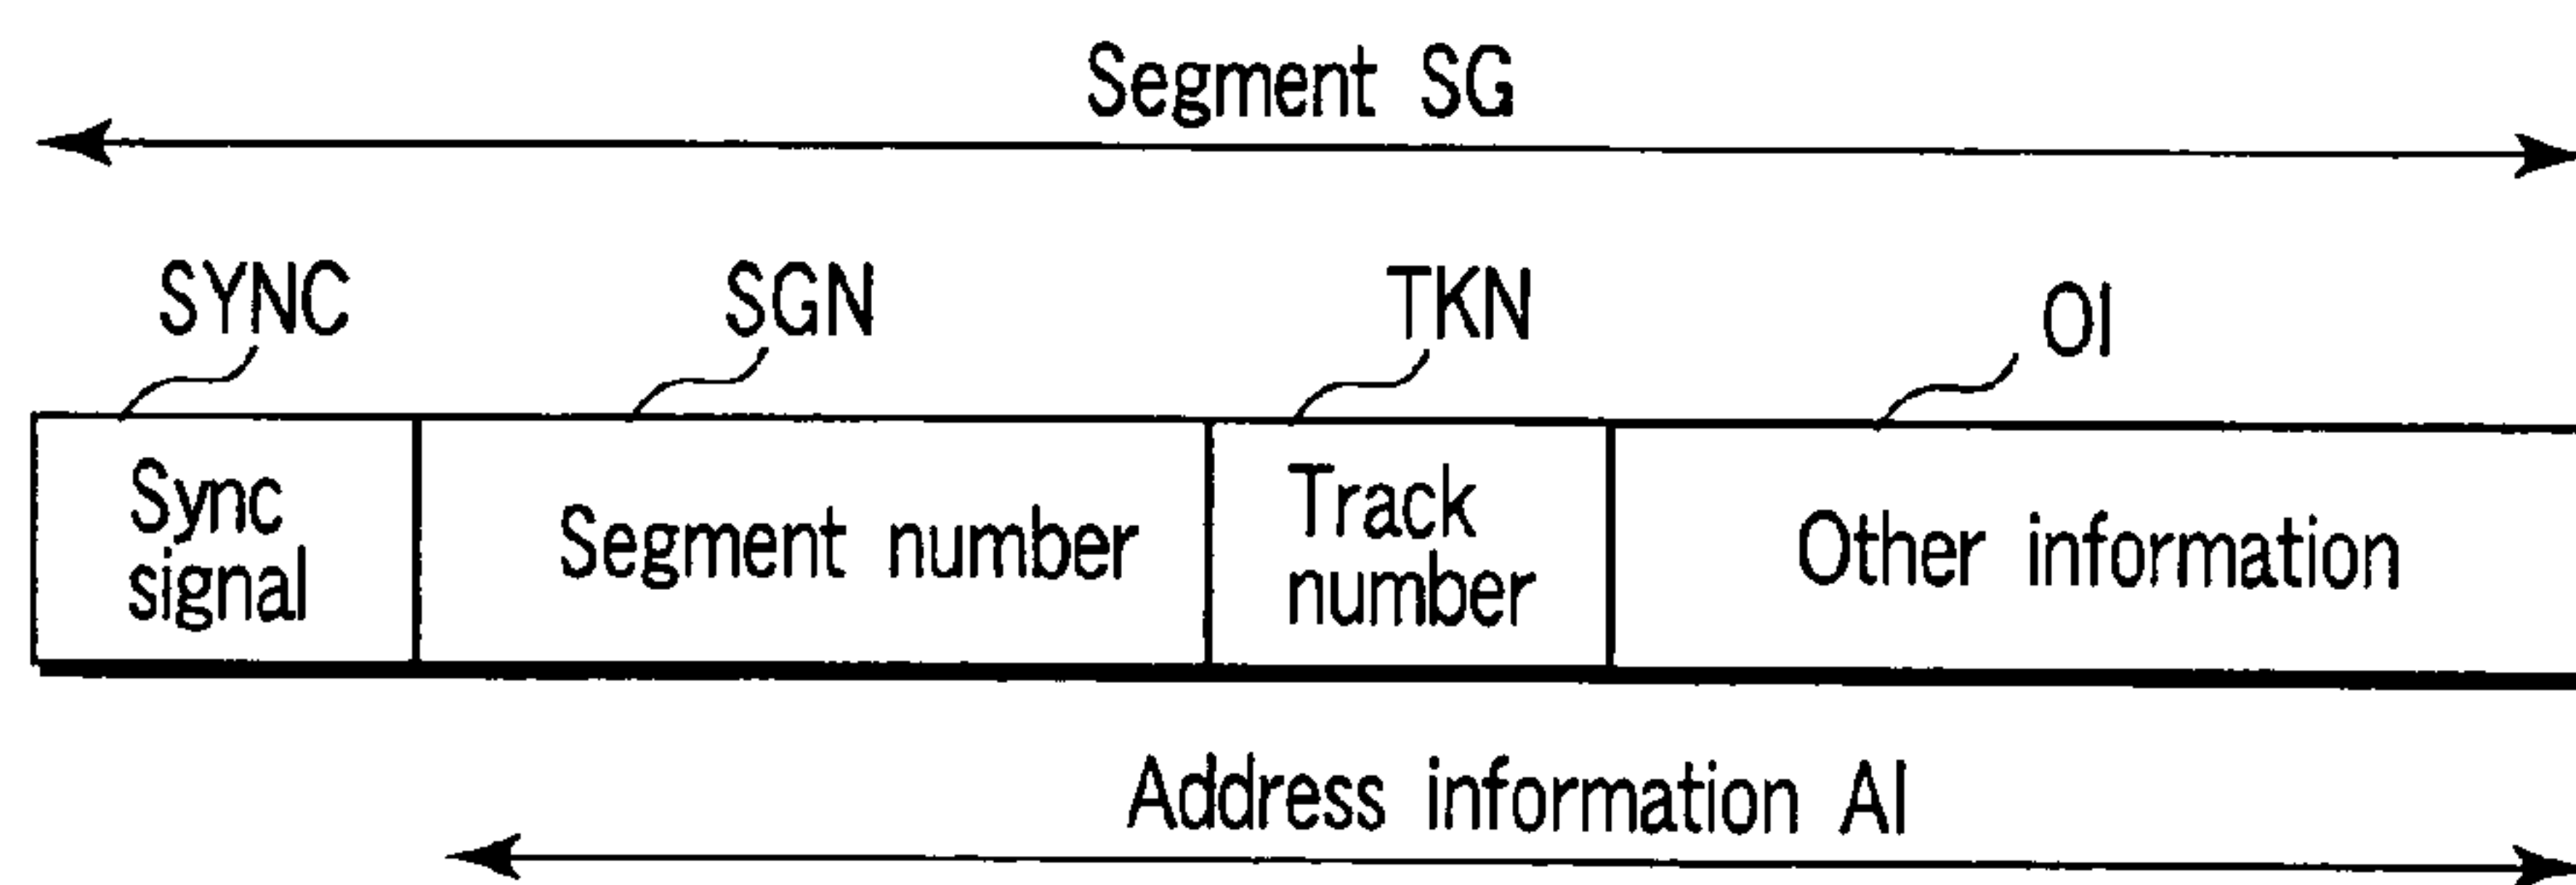 Segment SG
SYNC SGN TKN OI
Sync signal
Segment number
Track number
Other information
Address information AI